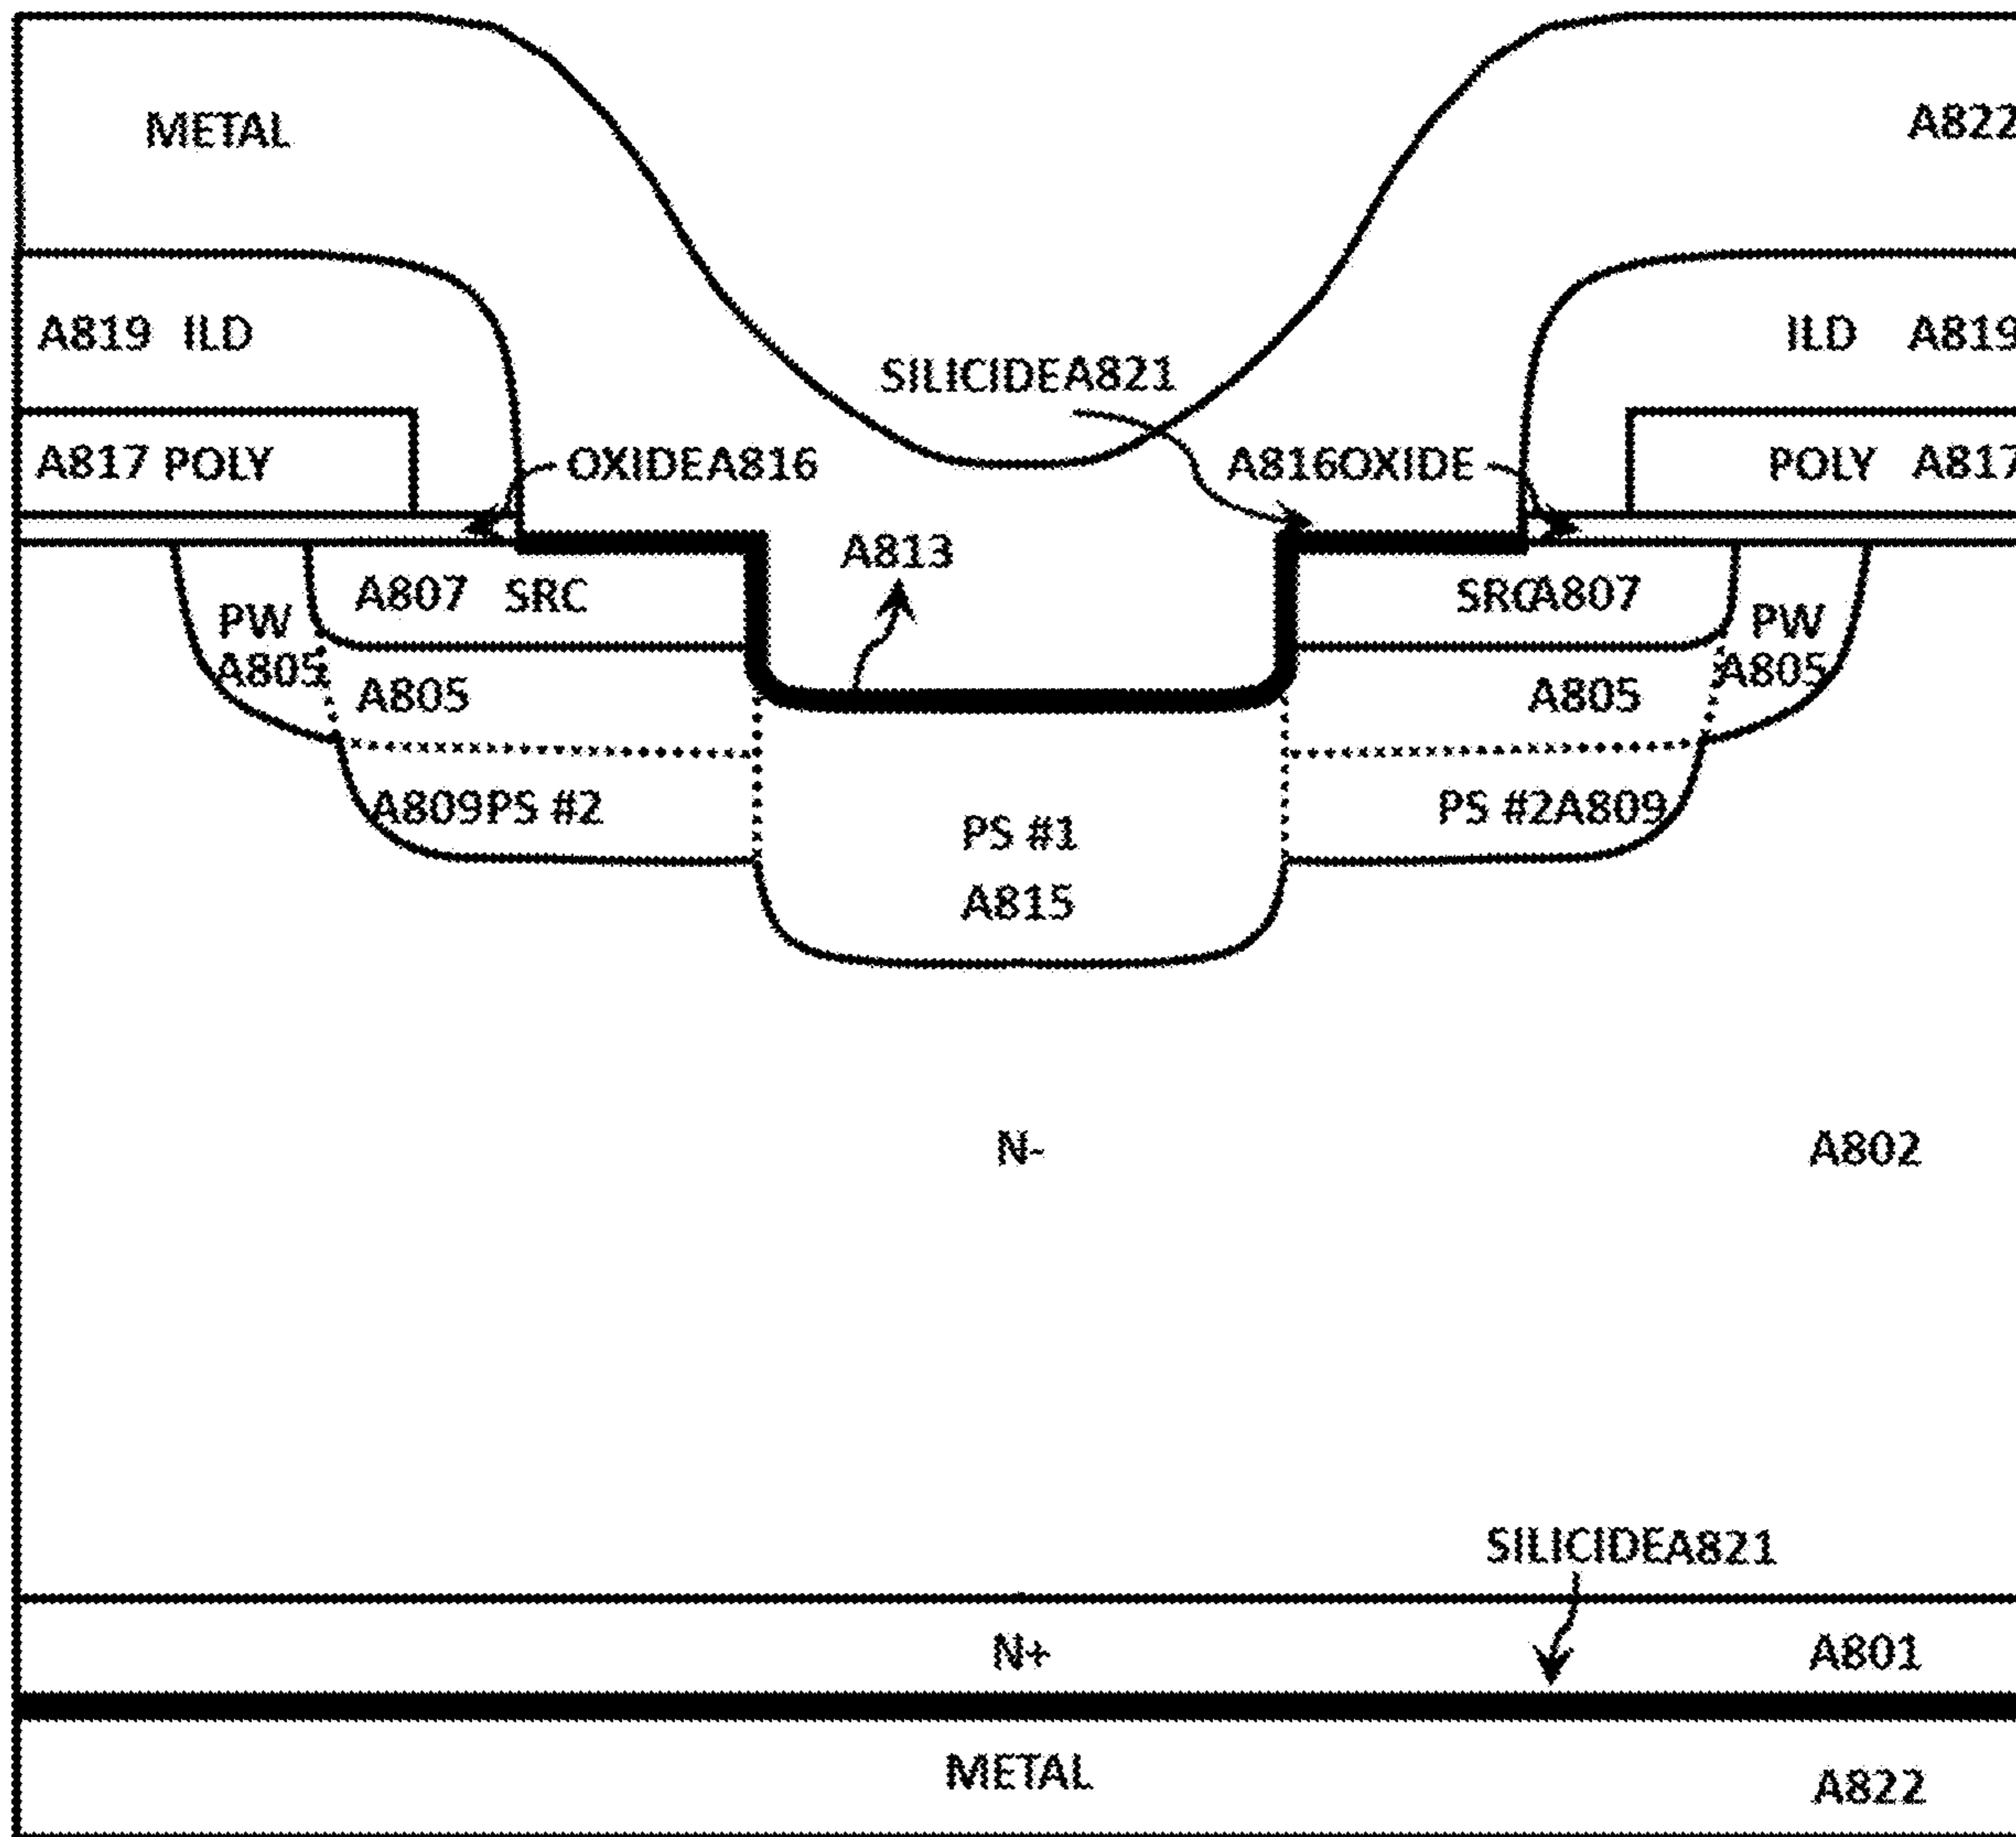 METAL A822
A819 ILD ILD A819
SILICIDEA821
A817 POLY OXIDEA816 A816OXIDE POLY A817
A813
A807 SRC SRCA807
PW PW
A805 A805
A805 A805
A809PS #2 PS #2A809
PS #1
A815
N- A802
SILICIDEA821
N+ A801
METAL A822